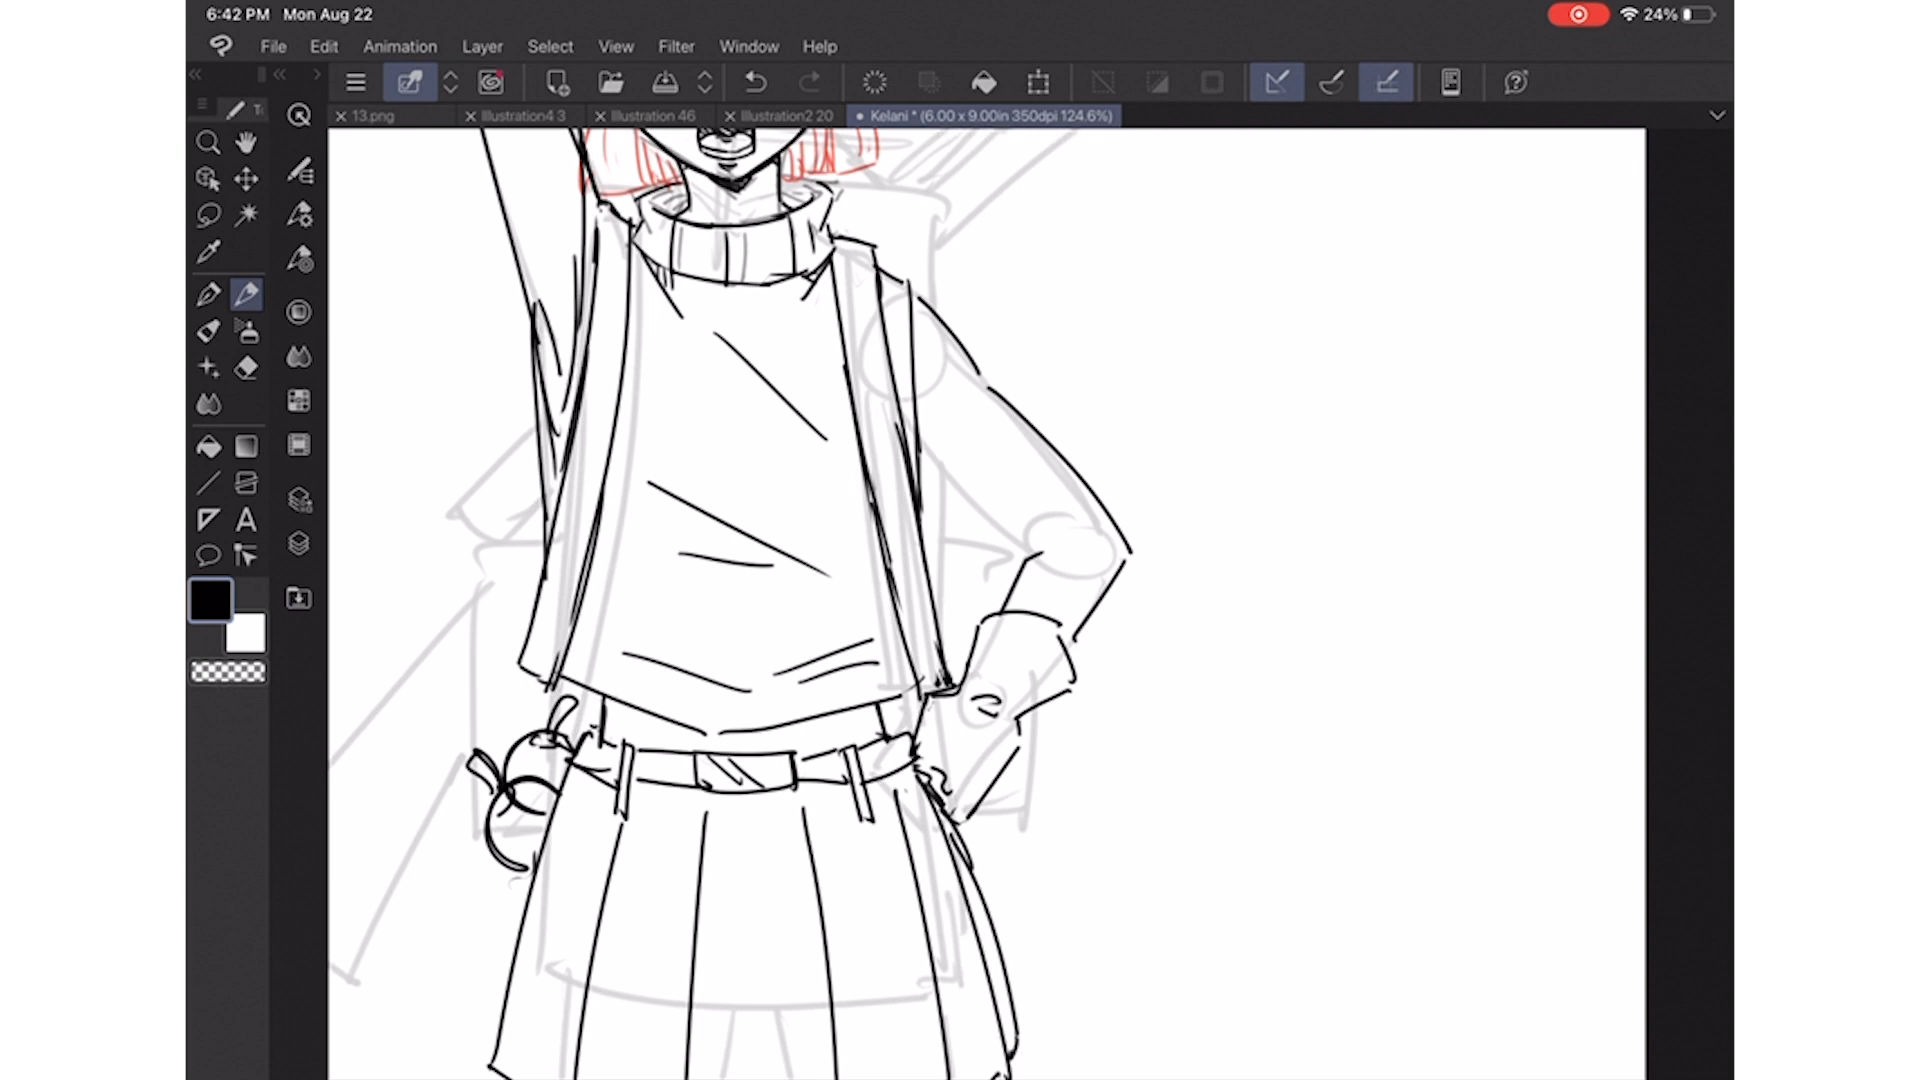 6:42 PM Mon Aug 22
24%
File Edit Animation Layer Select View Filter Window Help
13.png Illustration4 3 Illustration 46 Illustration2 20 Kelani * (6.00 x 9.00in 350dpi 124.6%)
A